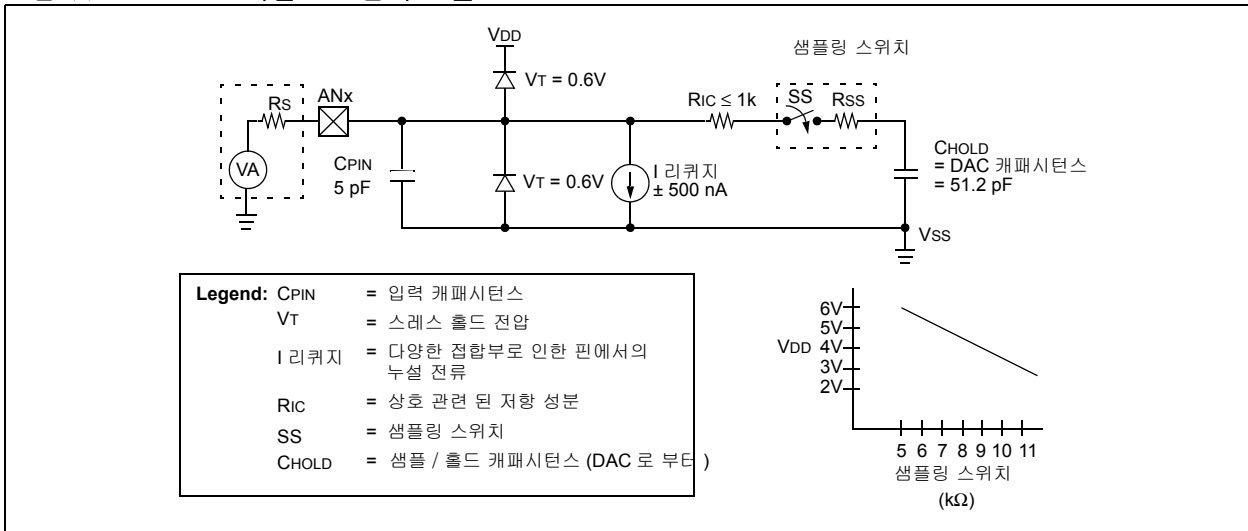 VDD
샘플링 스위치
VT = 0.6V
RS
ANx
RIC ≤ 1k
SS
RSS
VA
CPIN
5 pF
VT = 0.6V
I 리퀴지
± 500 nA
CHOLD
= DAC 캐패시턴스
= 51.2 pF
VSS
Legend: CPIN = 입력 캐패시턴스
VT = 스레스 홀드 전압
I 리퀴지 = 다양한 접합부로 인한 핀에서의
누설 전류
RIC = 상호 관련 된 저항 성분
SS = 샘플링 스위치
CHOLD = 샘플 / 홀드 캐패시턴스 (DAC 로 부터 )
6V
5V
VDD 4V
3V
2V
5 6 7 8 9 10 11
샘플링 스위치
(kΩ)